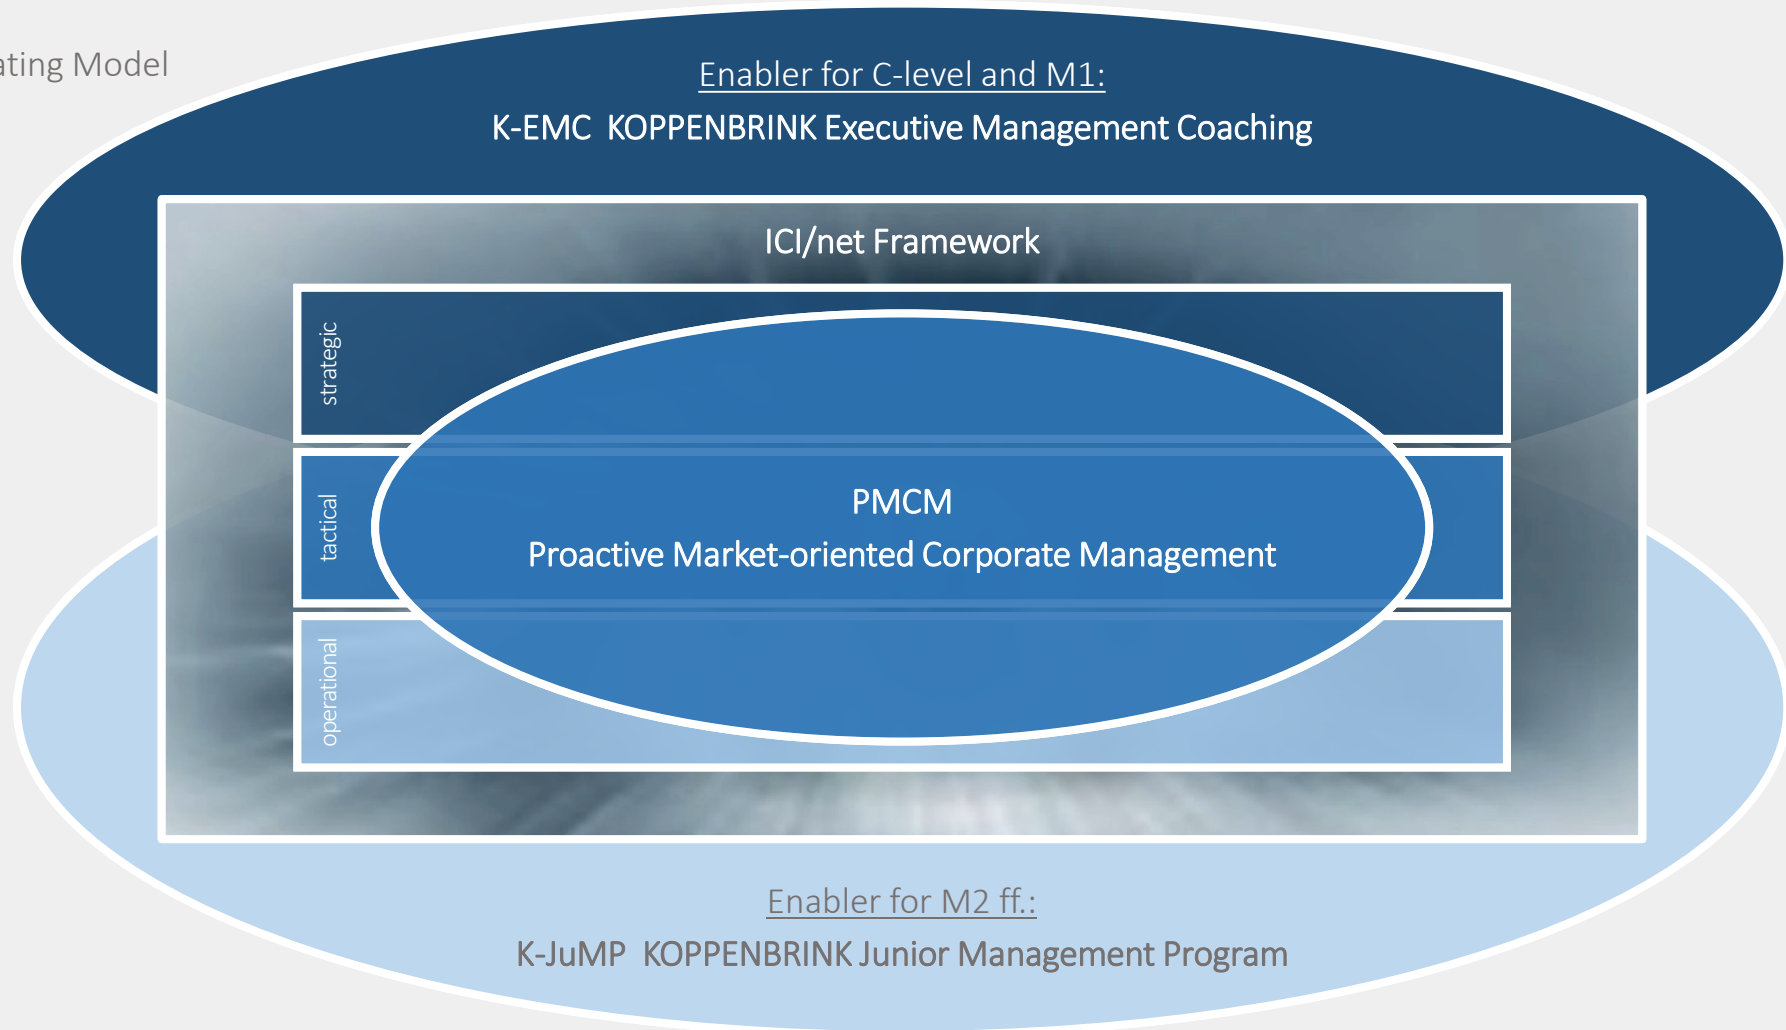 Model
Enabler for C-level and M1:
K-EMC KOPPENBRINK Executive Management Coaching
ICI/net Framework
strategic
tactical
PMCM
Proactive Market-oriented Corporate Management
operational
Enabler for M2 ff.:
K-JuMP KOPPENBRINK Junior Management Program